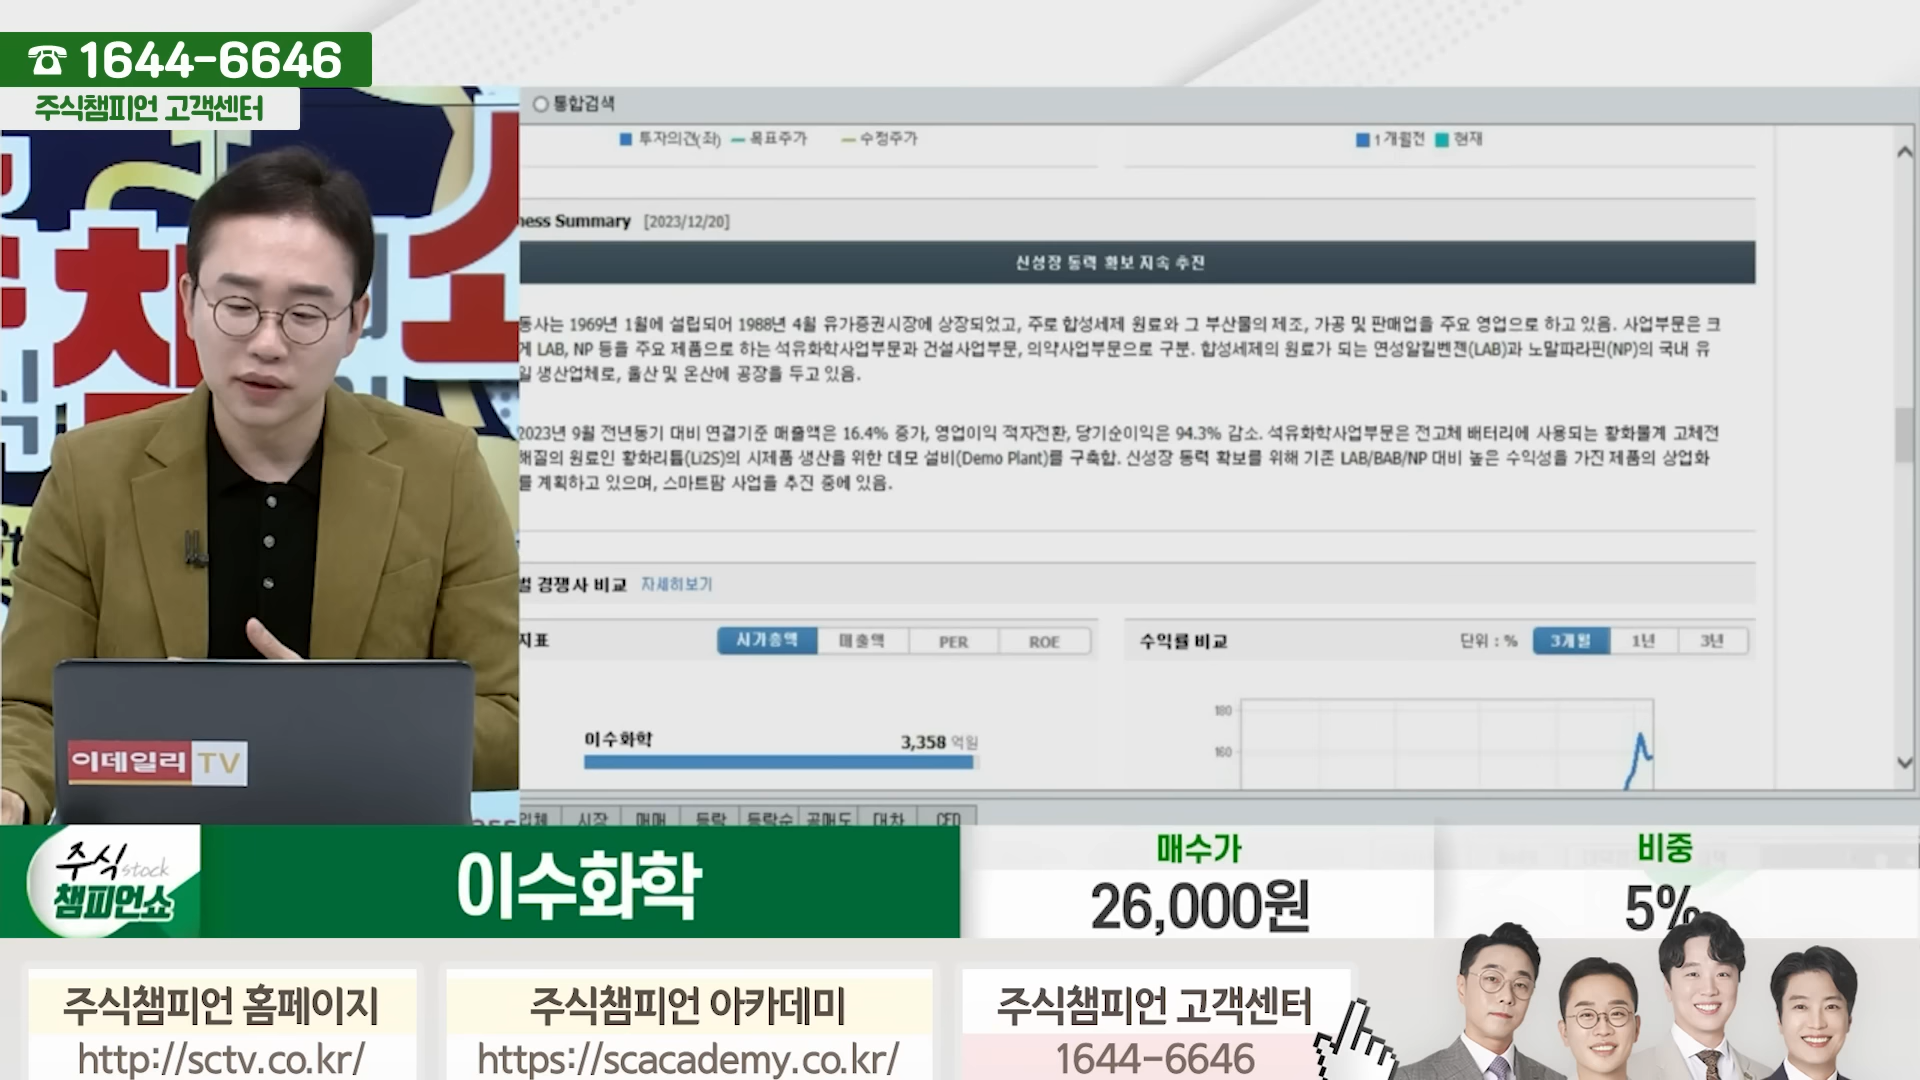 ☎ 1644-6646
주식챔피언 고객센터
통합검색
투자의견(좌) 목표주가 수정주가
1개월전 현재
ness Summary [2023/12/20]
신성장 동력 확보 지속 추진
동사는 1969년 1월에 설립되어 1988년 4월 유가증권시장에 상장되었고, 주로 합성세제 원료와 그 부산물의 제조, 가공 및 판매업을 주요 영업으로 하고 있음. 사업부문은 크
게 LAB, NP 등을 주요 제품으로 하는 석유화학사업부문과 건설사업부문, 의약사업부문으로 구분. 합성세제의 원료가 되는 연성알킬벤젠(LAB)과 노말파라핀(NP)의 국내 유
일 생산업체로, 울산 및 온산에 공장을 두고 있음.
2023년 9월 전년동기 대비 연결기준 매출액은 16.4% 증가, 영업이익 적자전환, 당기순이익은 94.3% 감소. 석유화학사업부문은 전고체 배터리에 사용되는 황화물계 고체전
해질의 원료인 황화리튬(Li2S)의 시제품 생산을 위한 데모 설비(Demo Plant)를 구축함. 신성장 동력 확보를 위해 기존 LAB/BAB/NP 대비 높은 수익성을 가진 제품의 상업화
를 계획하고 있으며, 스마트팜 사업을 추진 중에 있음.
벌 경쟁사 비교 자세히보기
지표 시가총액 매출액 PER ROE
수익률 비교 단위 : % 3개월 1년 3년
180
160
이수화학 3,358 억원
업체 시장 매매 등락 등락순 공매도 대차 CFD
이데일리 TV
주식 stock
챔피언쇼
이수화학
매수가
26,000원
비중
5%
주식챔피언 홈페이지
http://sctv.co.kr/
주식챔피언 아카데미
https://scacademy.co.kr/
주식챔피언 고객센터
1644-6646